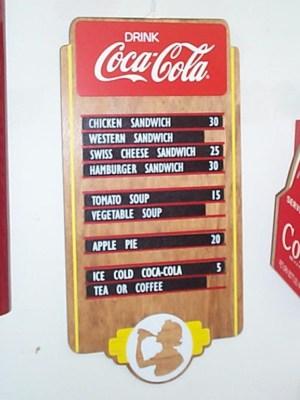 DRINK
Coca-Cola
CHICKEN SANDWICH 30
WESTERN SANDWICH
SWISS CHEESE SANDWICH 25
HAMBURGER SANDWICH 30
TOMATO SOUP 15
VEGETABLE SOUP
APPLE PIE 20
ICE COLD COCA-COLA 5
TEA OR COFFEE